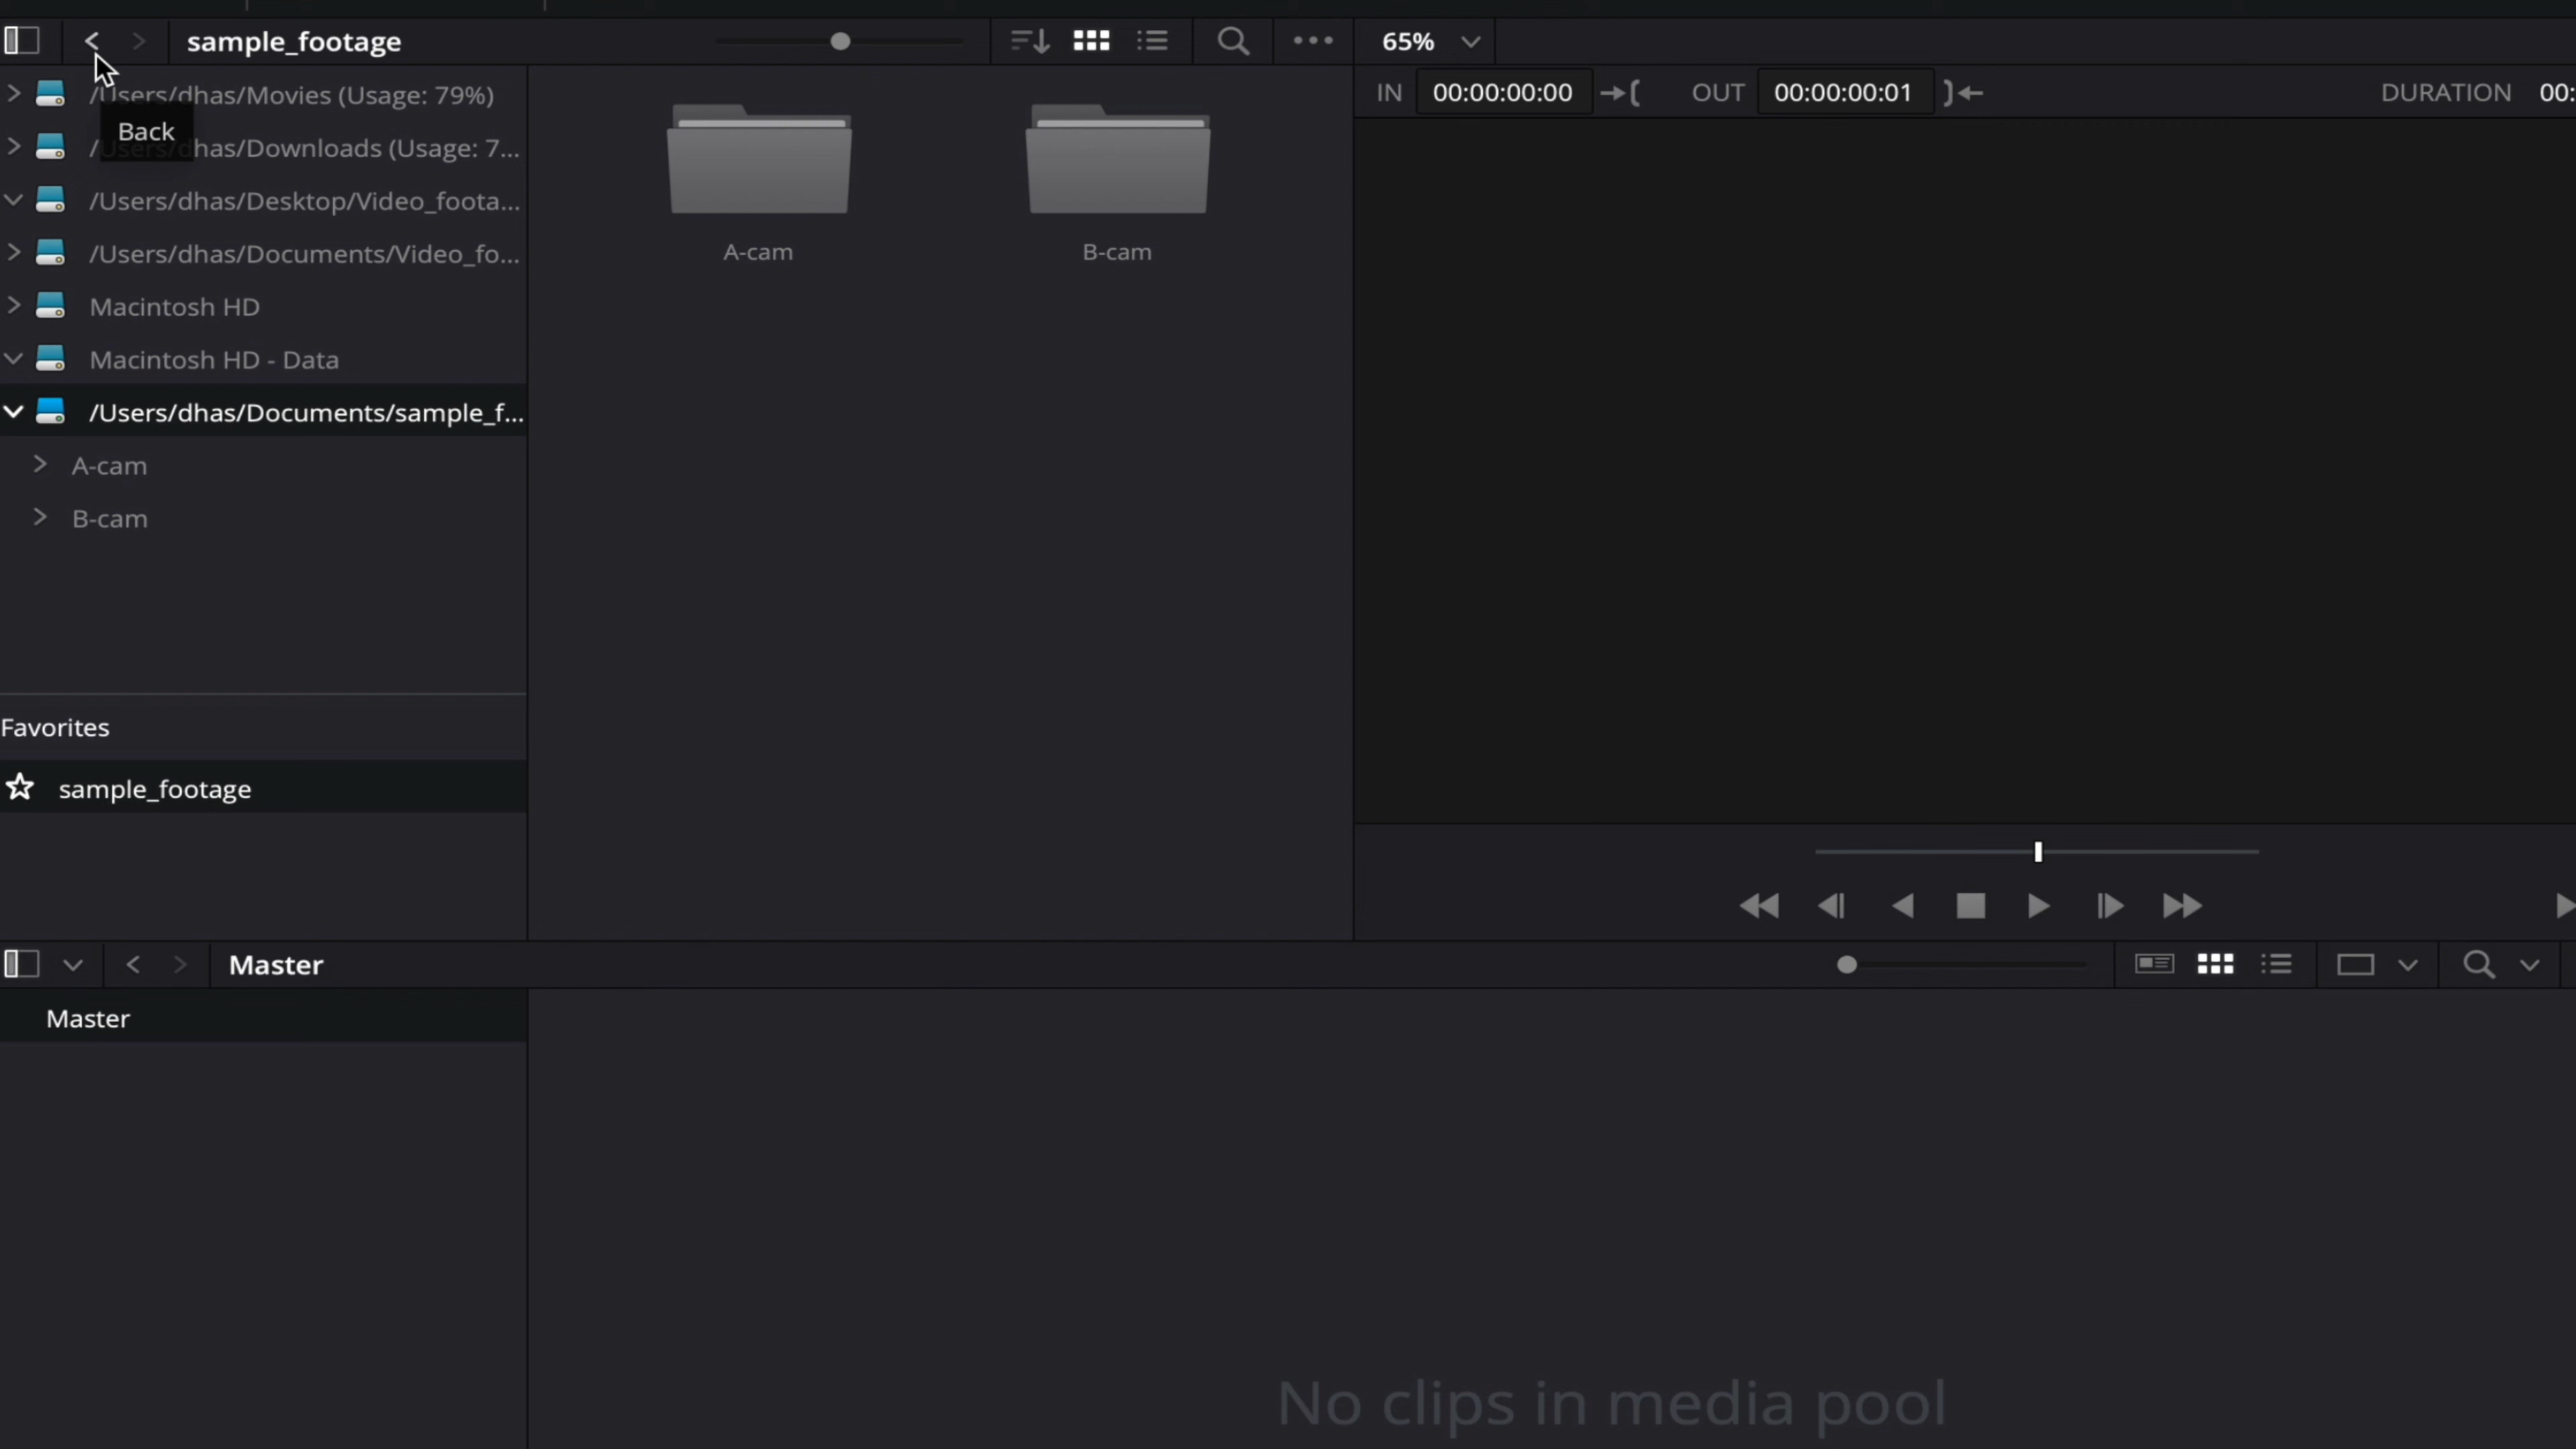 sample_footage
65%
/Users/dhas/Movies (Usage: 79%)
Back
IN 00:00:00:00 OUT 00:00:00:01 DURATION 00:
/Users/dhas/Downloads (Usage: 7...
/Users/dhas/Desktop/Video_foota...
/Users/dhas/Documents/Video_fo...
Macintosh HD
Macintosh HD - Data
/Users/dhas/Documents/sample_f...
A-cam
B-cam
A-cam
B-cam
Favorites
sample_footage
Master
Master
No clips in media pool